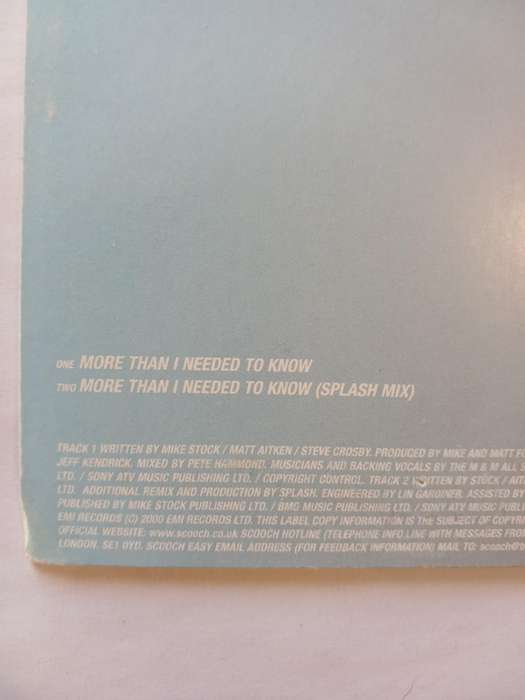 ONE MORE THAN I NEEDED TO KNOW
TWO MORE THAN I NEEDED TO KNOW (SPLASH MIX)
TRACK 1 WRITTEN BY MIKE STOCK / MATT AITKEN / STEVE CROSBY. PRODUCED BY MIKE AND MATT
JEFF KENDRICK. MIXED BY PETE HAMMOND. MUSICIANS AND BACKING VOCALS BY THE M & M ALL
LTD. / SONY ATV MUSIC PUBLISHING LTD. / COPYRIGHT CONTROL. TRACK 2 WRITTEN BY STOCK /
LTD. ADDITIONAL REMIX AND PRODUCTION BY SPLASH. ENGINEERED BY LIN GARDINER. ASSISTED BY
PUBLISHED BY MIKE STOCK PUBLISHING LTD. / BMG MUSIC PUBLISHING LTD. / SONY ATV MUSIC
EMI RECORDS (C) 2000 EMI RECORDS LTD. THIS LABEL COPY INFORMATION IS THE SUBJECT OF
OFFICIAL WEBSITE: www.scooch.co.uk SCOOCH HOTLINE (TELEPHONE INFO LINE WITH MESSAGES FROM
LONDON. SE1 0YD. SCOOCH EASY EMAIL ADDRESS (FOR FEEDBACK INFORMATION) MAIL TO: